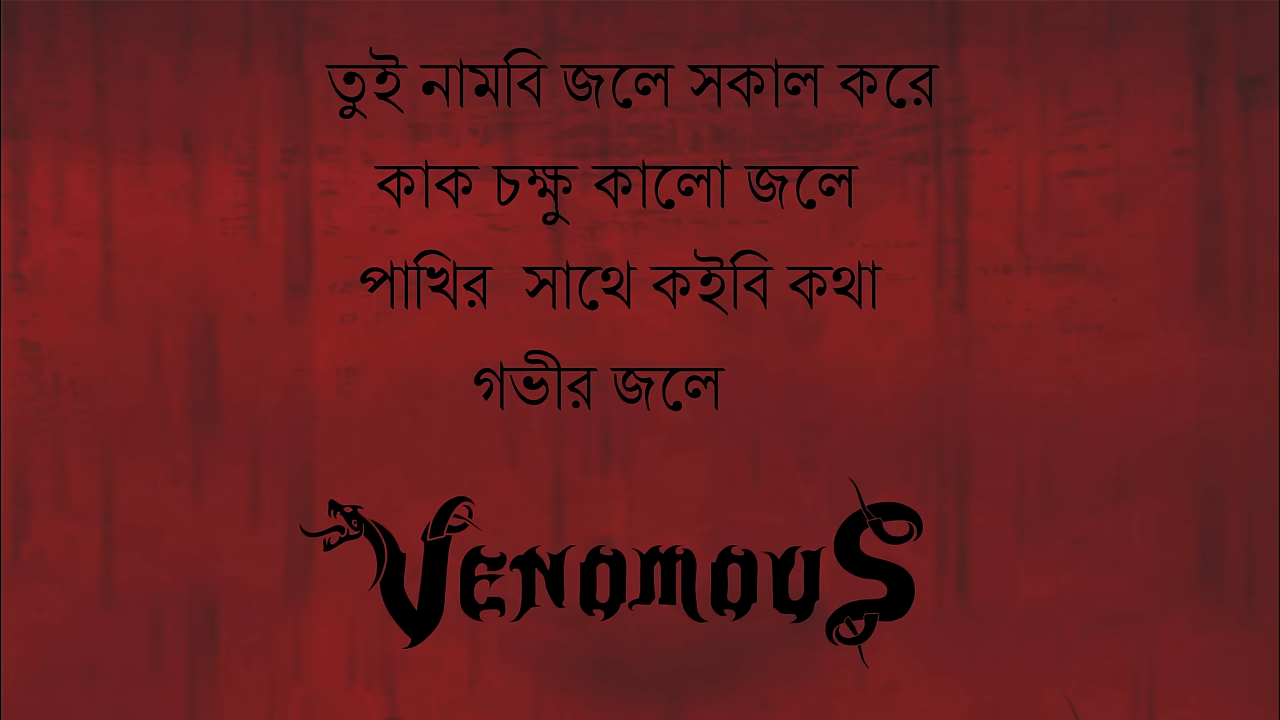 তুই নামবি জলে সকাল করে
কাক চক্ষু কালো জলে
পাখির সাথে কইবি কথা
গভীর জলে
VENOMOUS